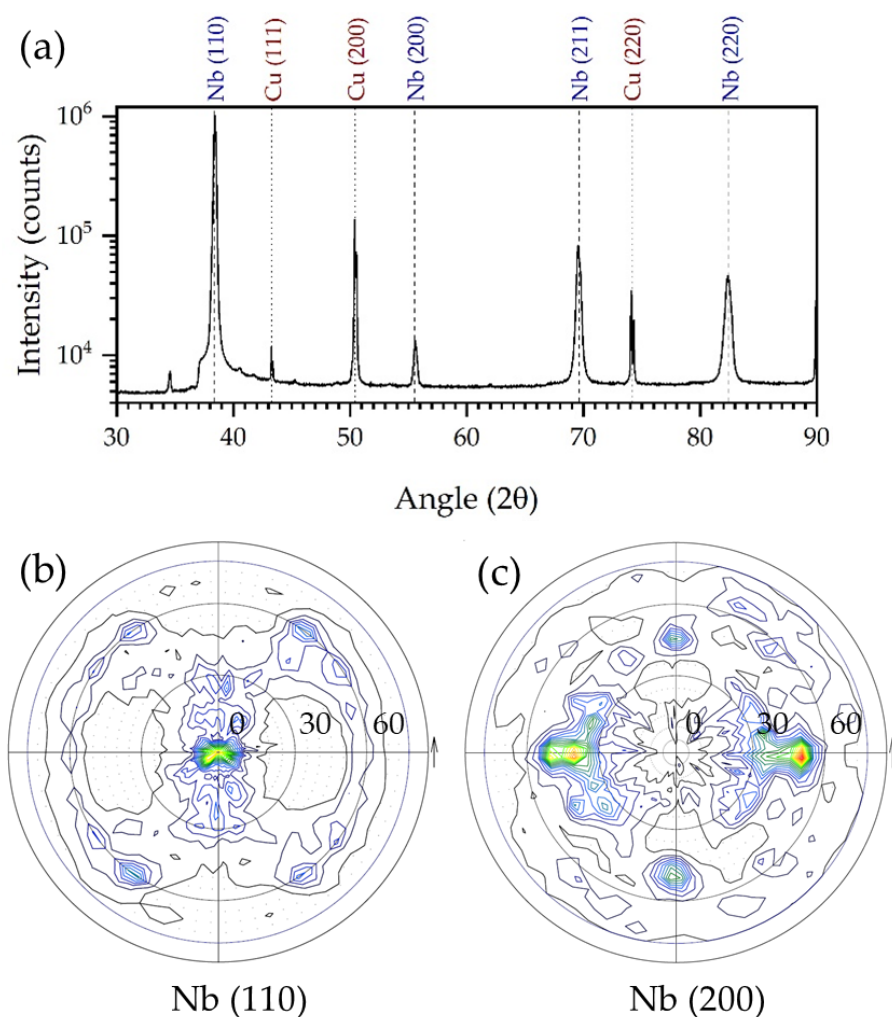 (a)
Nb (110)
Cu (111)
Cu (200)
Nb (200)
Nb (211)
Cu (220)
Nb (220)
Intensity (counts)
10⁶
10⁵
10⁴
30 40 50 60 70 80 90
Angle (2θ)
(b)
0 30 60
Nb (110)
(c)
0 30 60
Nb (200)